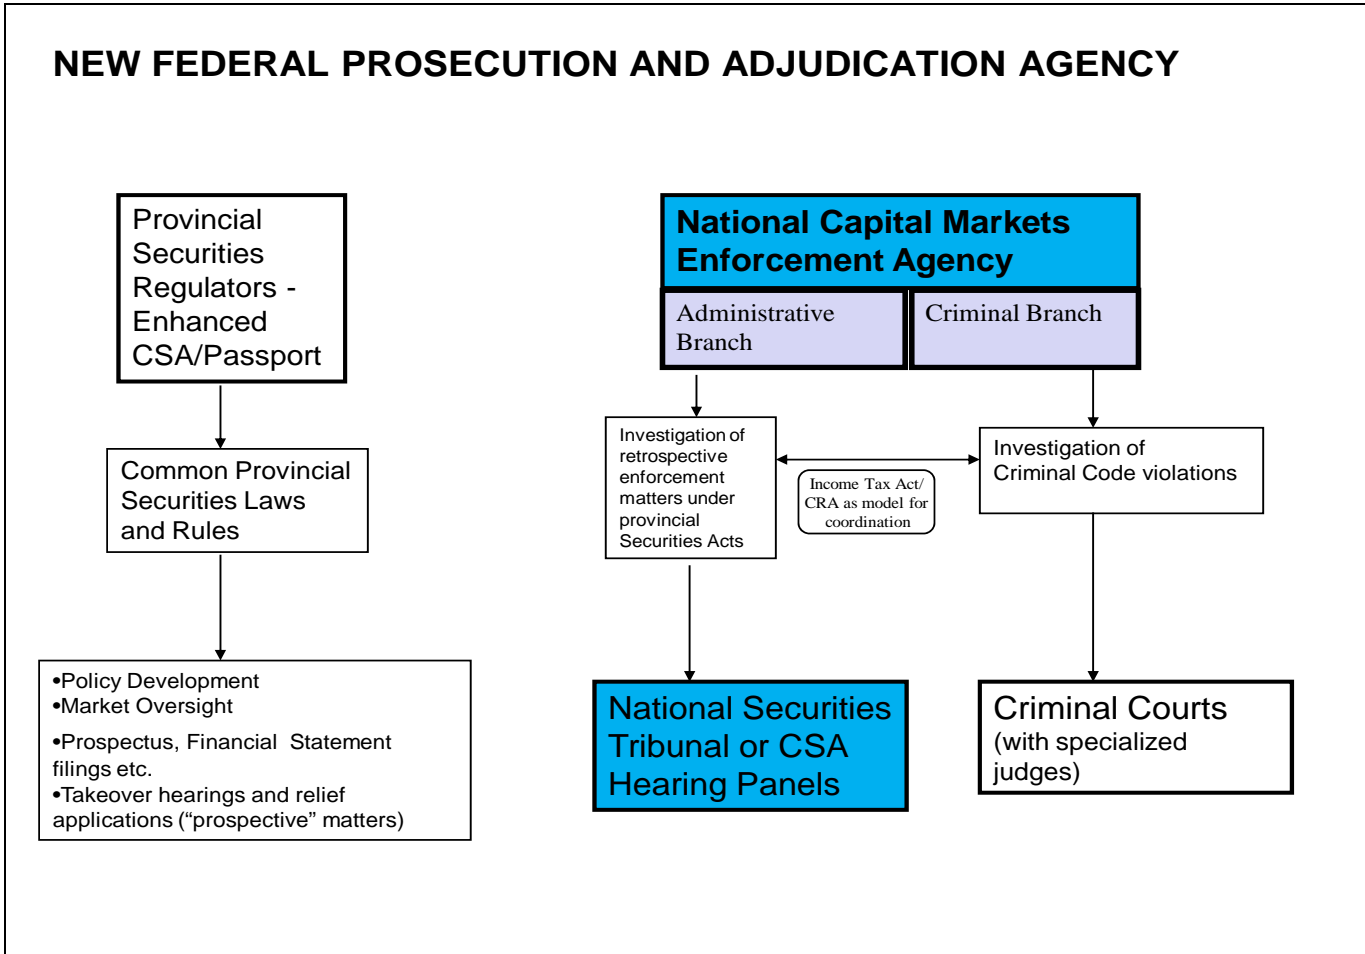 NEW FEDERAL PROSECUTION AND ADJUDICATION AGENCY
Provincial
Securities
Regulators -
Enhanced
CSA/Passport
Common Provincial
Securities Laws
and Rules
•Policy Development
•Market Oversight
•Prospectus, Financial Statement
filings etc.
•Takeover hearings and relief
applications (“prospective” matters)
National Capital Markets
Enforcement Agency
Administrative
Branch
Criminal Branch
Investigation of
retrospective
enforcement
matters under
provincial
Securities Acts
Income Tax Act/
CRA as model for
coordination
Investigation of
Criminal Code violations
National Securities
Tribunal or CSA
Hearing Panels
Criminal Courts
(with specialized
judges)